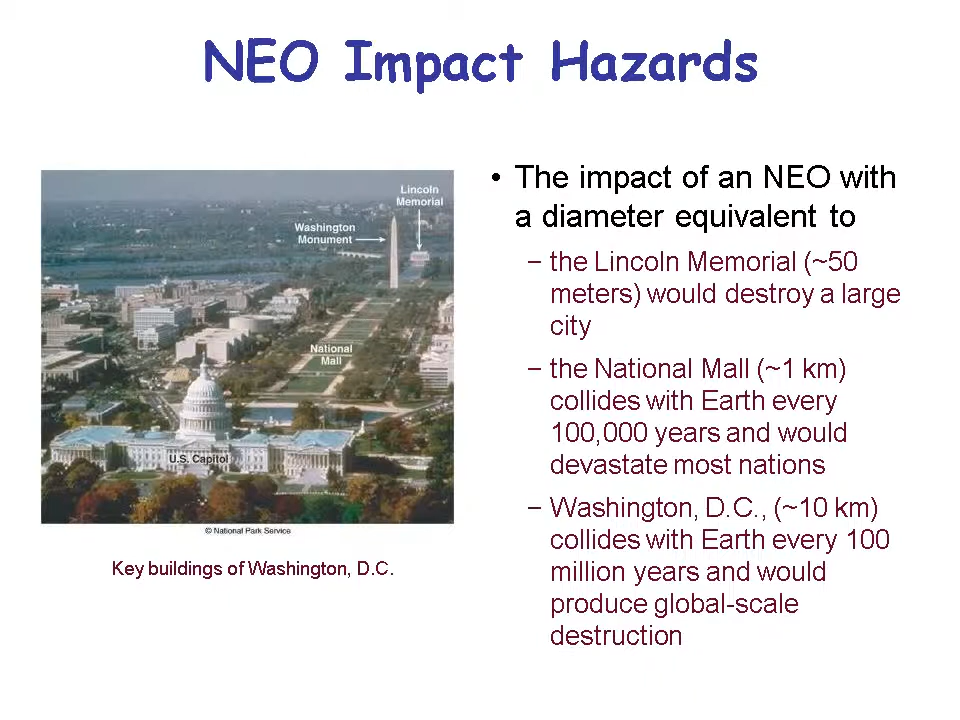 NEO Impact Hazards
Lincoln
Memorial
Washington
Monument
National
Mall
U.S. Capitol
© National Park Service
Key buildings of Washington, D.C.
• The impact of an NEO with
a diameter equivalent to
– the Lincoln Memorial (~50
meters) would destroy a large
city
– the National Mall (~1 km)
collides with Earth every
100,000 years and would
devastate most nations
– Washington, D.C., (~10 km)
collides with Earth every 100
million years and would
produce global-scale
destruction